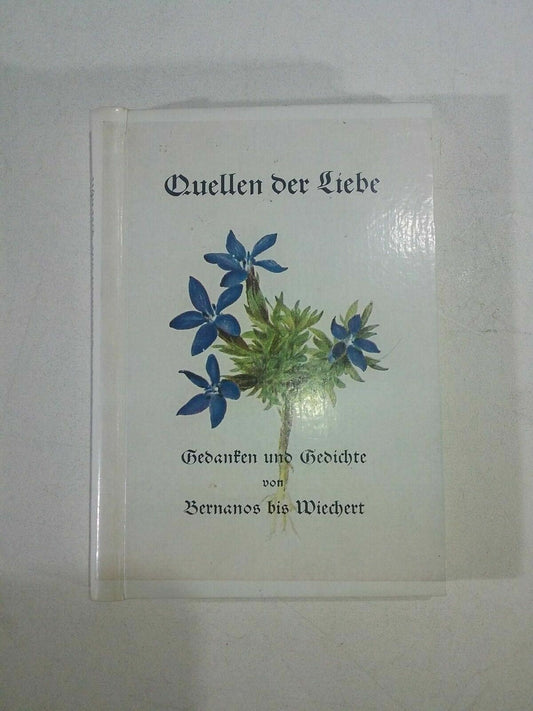 Quellen der Liebe
Gedanken und Gedichte
von
Bernanos bis Wiechert